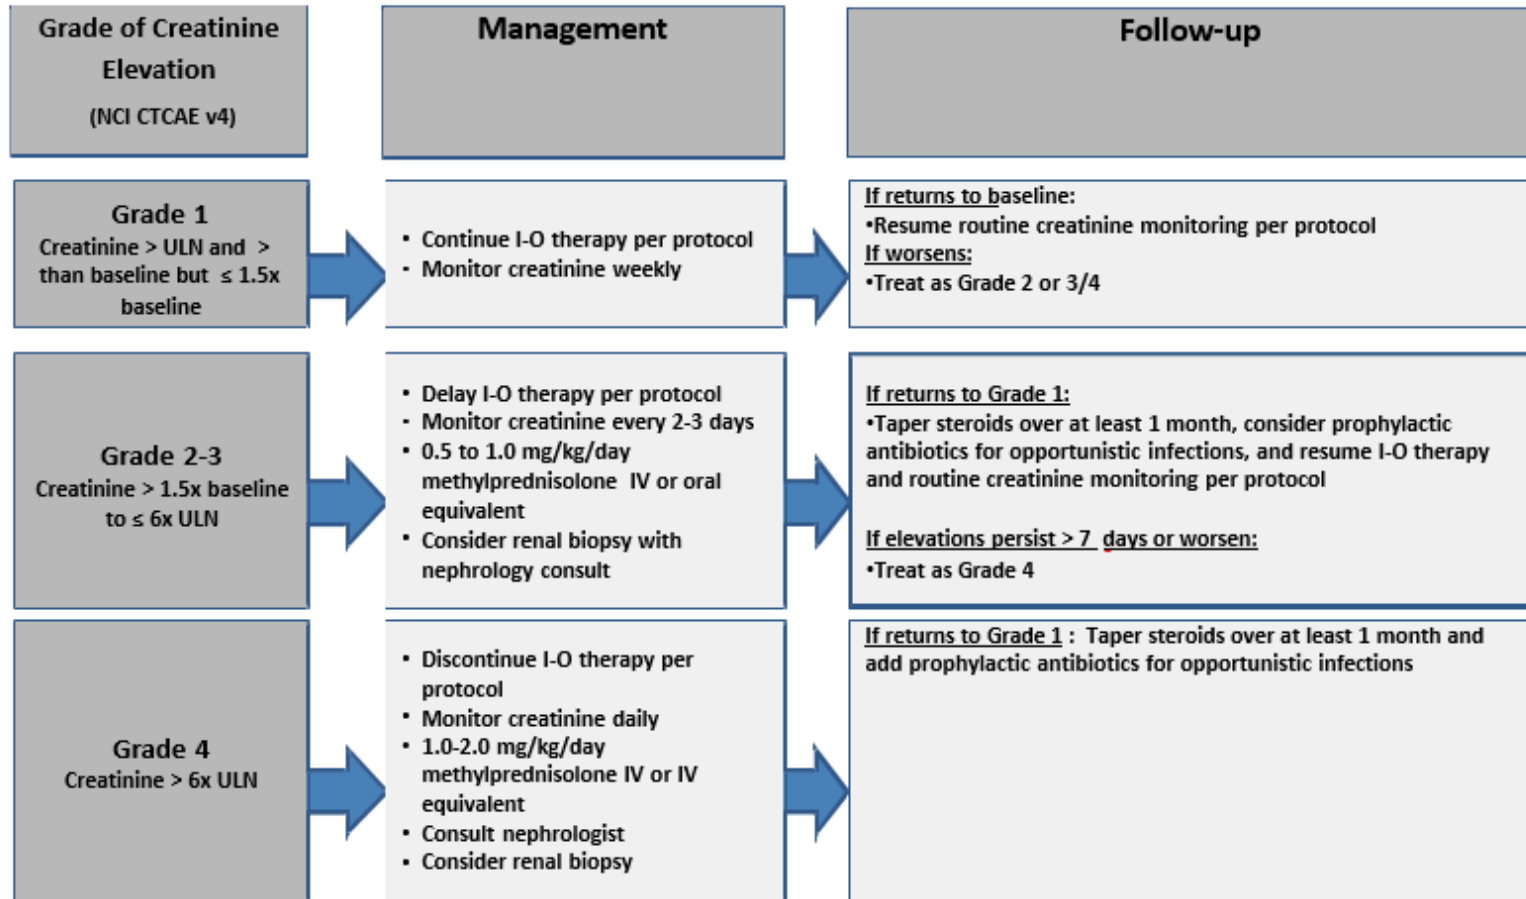 Grade of Creatinine
Elevation
(NCI CTCAE v4)
Management
Follow-up
Grade 1
Creatinine > ULN and >
than baseline but ≤ 1.5x
baseline
• Continue I-O therapy per protocol
• Monitor creatinine weekly
If returns to baseline:
•Resume routine creatinine monitoring per protocol
If worsens:
•Treat as Grade 2 or 3/4
Grade 2-3
Creatinine > 1.5x baseline
to ≤ 6x ULN
• Delay I-O therapy per protocol
• Monitor creatinine every 2-3 days
• 0.5 to 1.0 mg/kg/day
methylprednisolone IV or oral
equivalent
• Consider renal biopsy with
nephrology consult
If returns to Grade 1:
•Taper steroids over at least 1 month, consider prophylactic
antibiotics for opportunistic infections, and resume I-O therapy
and routine creatinine monitoring per protocol
If elevations persist > 7 days or worsen:
•Treat as Grade 4
Grade 4
Creatinine > 6x ULN
• Discontinue I-O therapy per
protocol
• Monitor creatinine daily
• 1.0-2.0 mg/kg/day
methylprednisolone IV or IV
equivalent
• Consult nephrologist
• Consider renal biopsy
If returns to Grade 1 : Taper steroids over at least 1 month and
add prophylactic antibiotics for opportunistic infections